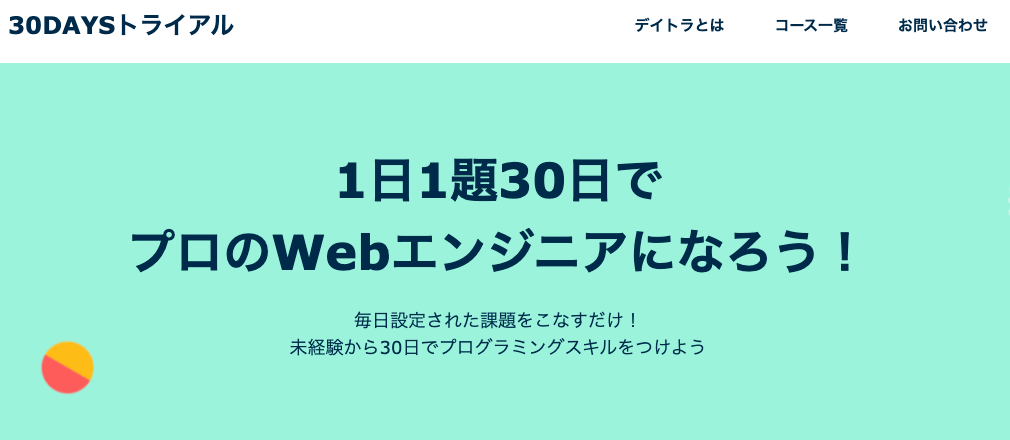 30DAYSトライアル
デイトラとは
コース一覧
お問い合わせ
1日1題30日で
プロのWebエンジニアになろう！
毎日設定された課題をこなすだけ！
未経験から30日でプログラミングスキルをつけよう